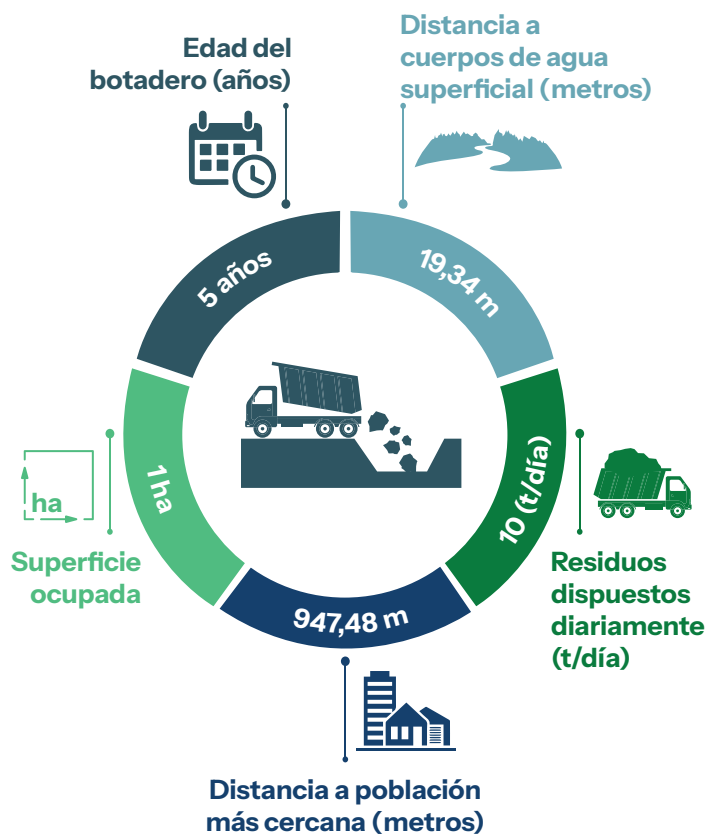 Edad del
botadero (años)
Distancia a
cuerpos de agua
superficial (metros)
5 años
19,34 m
1 ha
10 (t/día)
947,48 m
ha
Superficie
ocupada
Residuos
dispuestos
diariamente
(t/día)
Distancia a población
más cercana (metros)